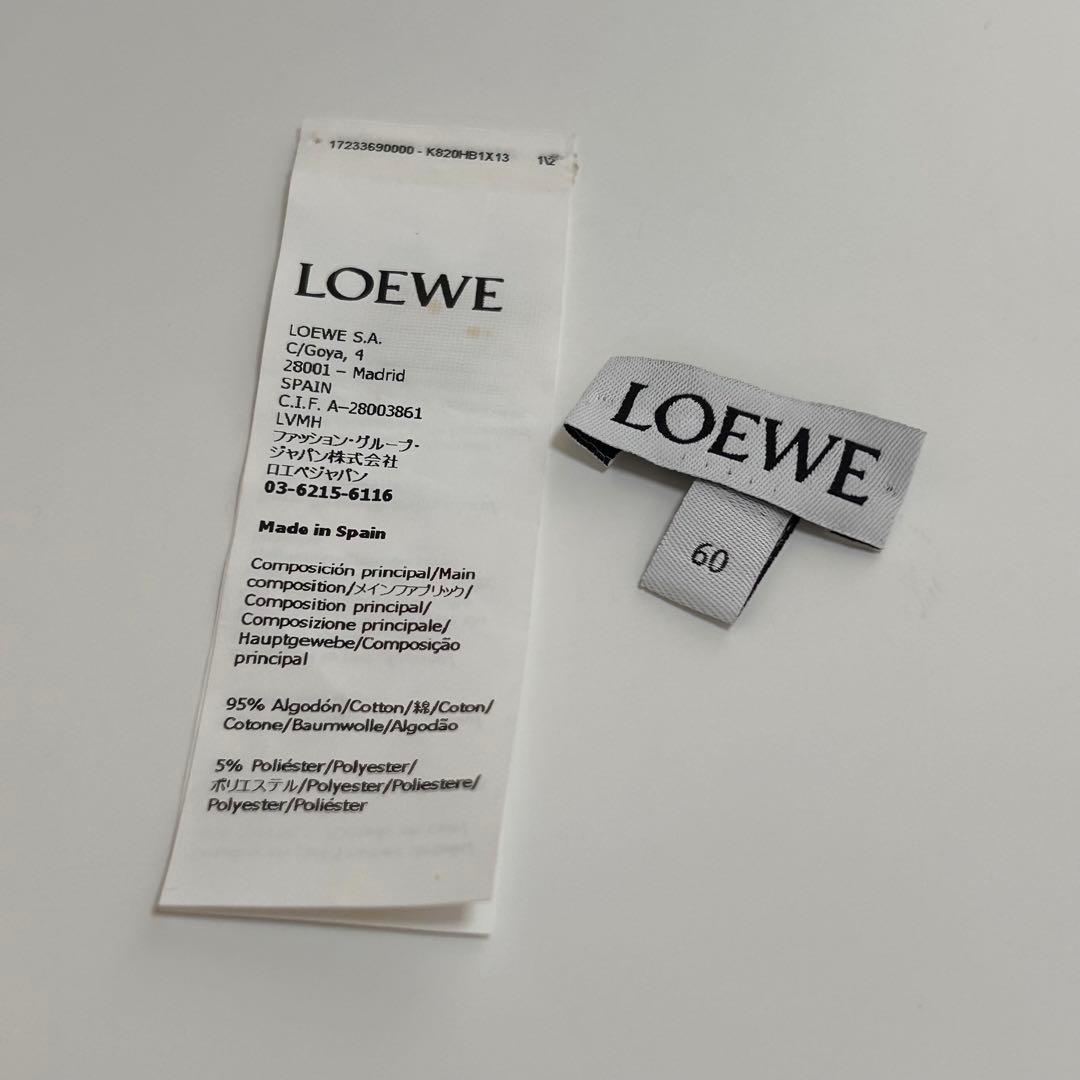 17233690000 - K820HB1X13 1\2
LOEWE
LOEWE S.A.
C/Goya, 4
28001 – Madrid
SPAIN
C.I.F. A–28003861
LVMH
ファッション・グループ・
ジャパン株式会社
ロエベジャパン
03-6215-6116
Made in Spain
Composición principal/Main
composition/メインファブリック/
Composition principal/
Composizione principale/
Hauptgewebe/Composição
principal
95% Algodón/Cotton/綿/Coton/
Cotone/Baumwolle/Algodão
5% Poliéster/Polyester/
ポリエステル/Polyester/Poliestere/
Polyester/Poliéster
LOEWE
60